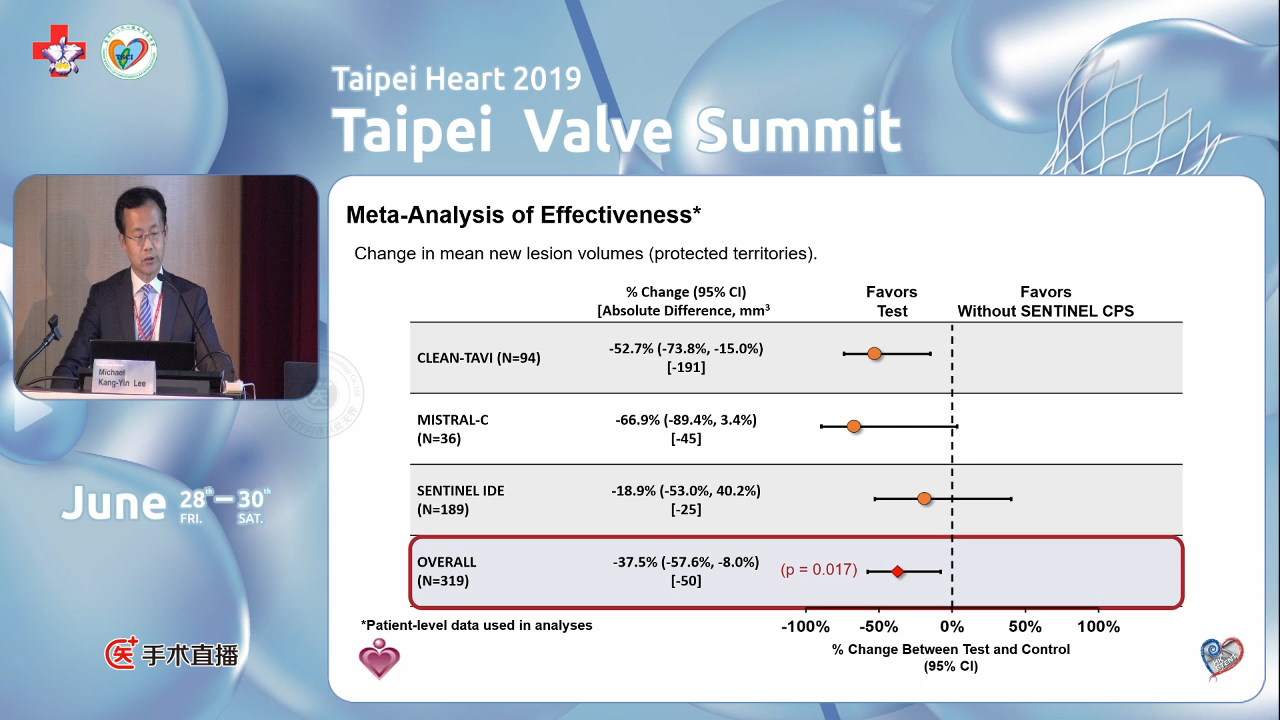 Taipei Heart 2019
Taipei Valve Summit
Michael
Kang-Yin Lee
June 28th – 30th
FRI. SAT.
手术直播
Meta-Analysis of Effectiveness*
Change in mean new lesion volumes (protected territories).
% Change (95% CI)
[Absolute Difference, mm³
Favors
Test
Favors
Without SENTINEL CPS
CLEAN-TAVI (N=94)
-52.7% (-73.8%, -15.0%)
[-191]
MISTRAL-C
(N=36)
-66.9% (-89.4%, 3.4%)
[-45]
SENTINEL IDE
(N=189)
-18.9% (-53.0%, 40.2%)
[-25]
OVERALL
(N=319)
-37.5% (-57.6%, -8.0%)
[-50]
(p = 0.017)
-100% -50% 0% 50% 100%
*Patient-level data used in analyses
% Change Between Test and Control
(95% CI)